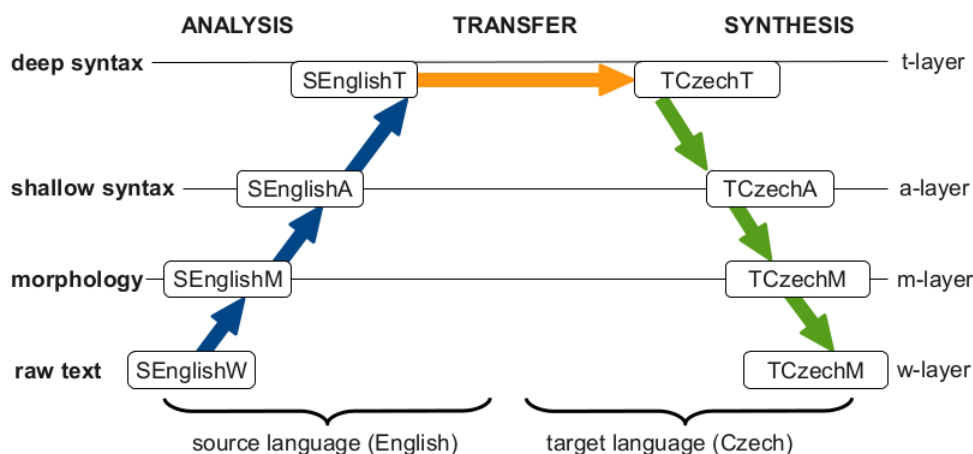 ANALYSIS TRANSFER SYNTHESIS
deep syntax SEnglishT TCzechT t-layer
shallow syntax SEnglishA TCzechA a-layer
morphology SEnglishM TCzechM m-layer
raw text SEnglishW TCzechM w-layer
source language (English) target language (Czech)